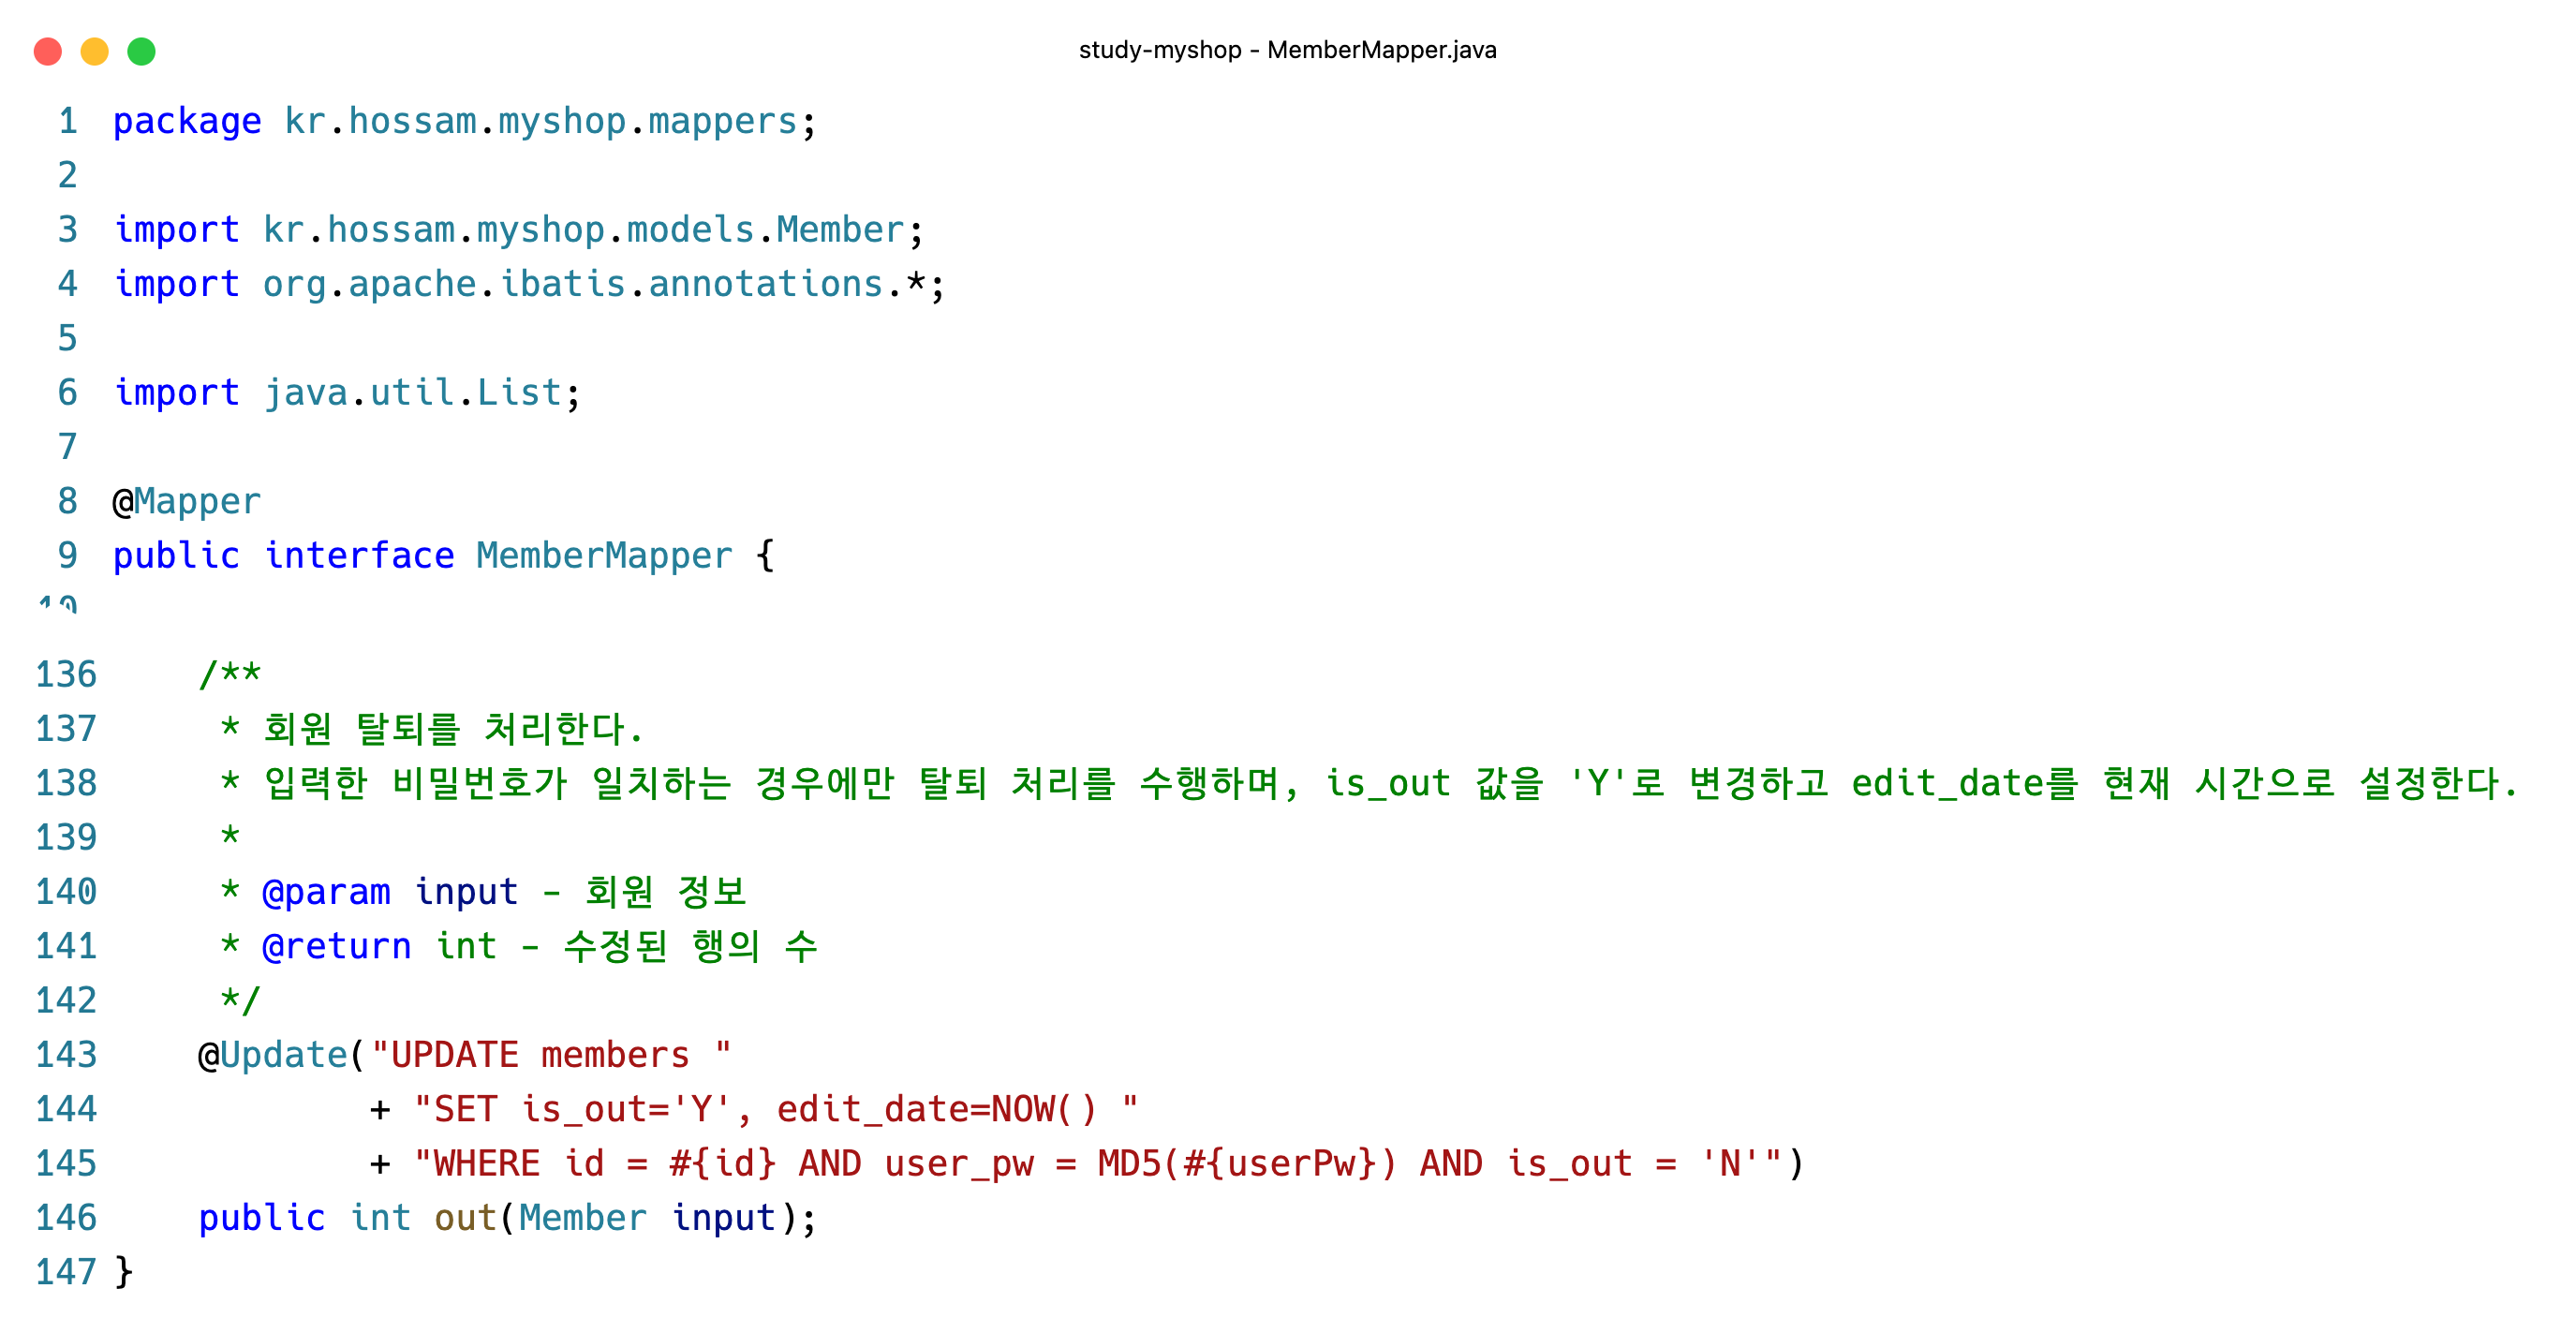 study-myshop - MemberMapper.java
1 package kr.hossam.myshop.mappers;
2
3 import kr.hossam.myshop.models.Member;
4 import org.apache.ibatis.annotations.*;
5
6 import java.util.List;
7
8 @Mapper
9 public interface MemberMapper {
10
136     /**
137      * 회원 탈퇴를 처리한다.
138      * 입력한 비밀번호가 일치하는 경우에만 탈퇴 처리를 수행하며, is_out 값을 'Y'로 변경하고 edit_date를 현재 시간으로 설정한다.
139      *
140      * @param input - 회원 정보
141      * @return int - 수정된 행의 수
142      */
143     @Update("UPDATE members "
144             + "SET is_out='Y', edit_date=NOW() "
145             + "WHERE id = #{id} AND user_pw = MD5(#{userPw}) AND is_out = 'N'")
146     public int out(Member input);
147 }